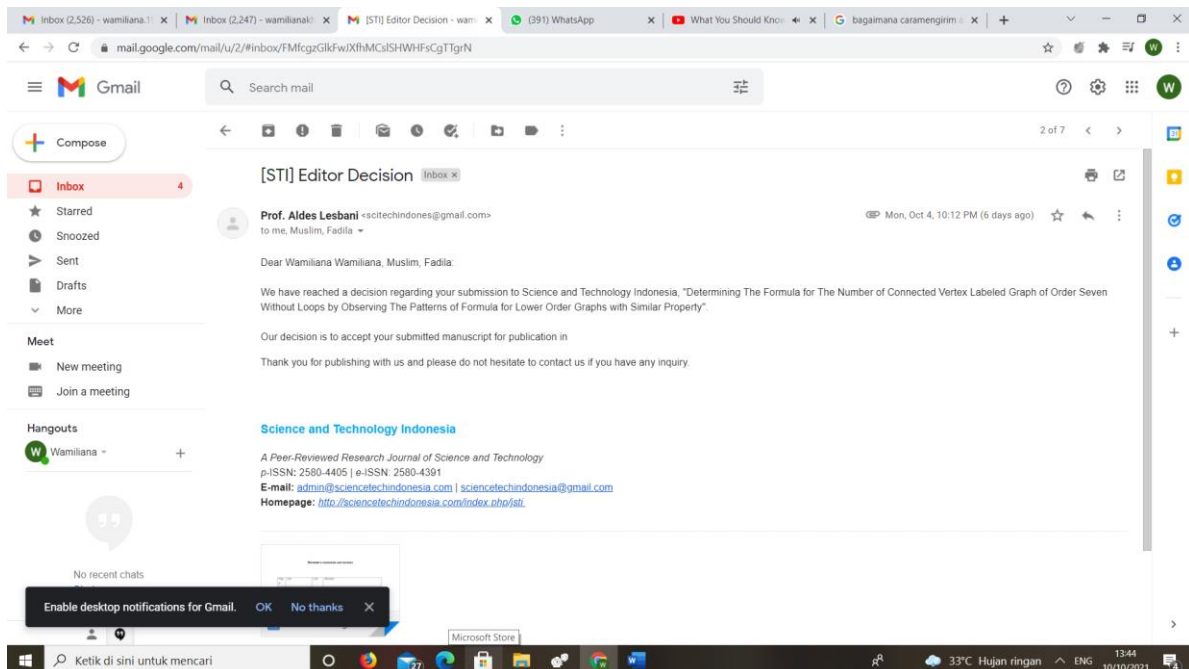 Inbox (2,526) - wamiliana.1
Inbox (2,247) - wamilianak
[STI] Editor Decision - wam
(391) WhatsApp
What You Should Know
bagaimana caramengirim
mail.google.com/mail/u/2/#inbox/FMfcgzGlkFwJXfhMCslSHWHFsCgTTgrN
W
Gmail
Search mail
W
Compose
2 of 7
31
Inbox 4
Starred
Snoozed
Sent
Drafts
More
[STI] Editor Decision Inbox ×
Prof. Aldes Lesbani <scitechindones@gmail.com>
Mon, Oct 4, 10:12 PM (6 days ago)
to me, Muslim, Fadila
Dear Wamiliana Wamiliana, Muslim, Fadila:
We have reached a decision regarding your submission to Science and Technology Indonesia, "Determining The Formula for The Number of Connected Vertex Labeled Graph of Order Seven
Without Loops by Observing The Patterns of Formula for Lower Order Graphs with Similar Property".
Our decision is to accept your submitted manuscript for publication in
Thank you for publishing with us and please do not hesitate to contact us if you have any inquiry.
Meet
New meeting
Join a meeting
Hangouts
W Wamiliana
No recent chats
Science and Technology Indonesia
A Peer-Reviewed Research Journal of Science and Technology
p-ISSN: 2580-4405 | e-ISSN: 2580-4391
E-mail: admin@sciencetechindonesia.com | sciencetechindonesia@gmail.com
Homepage: http://sciencetechindonesia.com/index.php/jsti
Enable desktop notifications for Gmail. OK No thanks
Microsoft Store
Ketik di sini untuk mencari
27
33°C Hujan ringan
ENG
13:44
10/10/2021
4